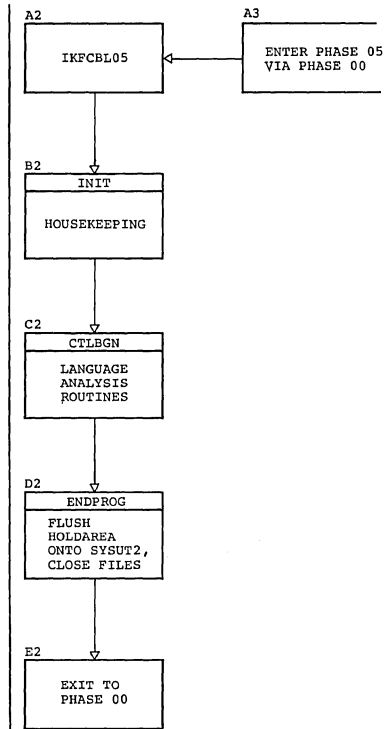 A2
IKFCBL05
A3
ENTER PHASE 05
VIA PHASE 00
B2
INIT
HOUSEKEEPING
C2
CTLBGN
LANGUAGE
ANALYSIS
ROUTINES
D2
ENDPROG
FLUSH
HOLDAREA
ONTO SYSUT2,
CLOSE FILES
E2
EXIT TO
PHASE 00